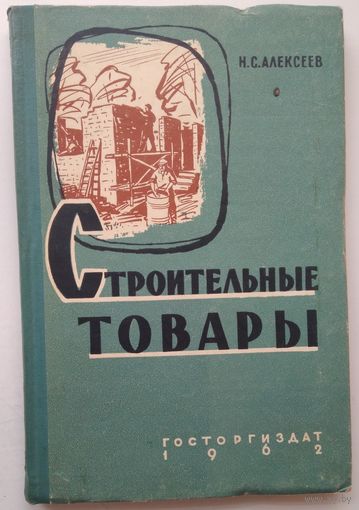 Н.С.АЛЕКСЕЕВ
СТРОИТЕЛЬНЫЕ
ТОВАРЫ
ГОСТОРГИЗДАТ
1962